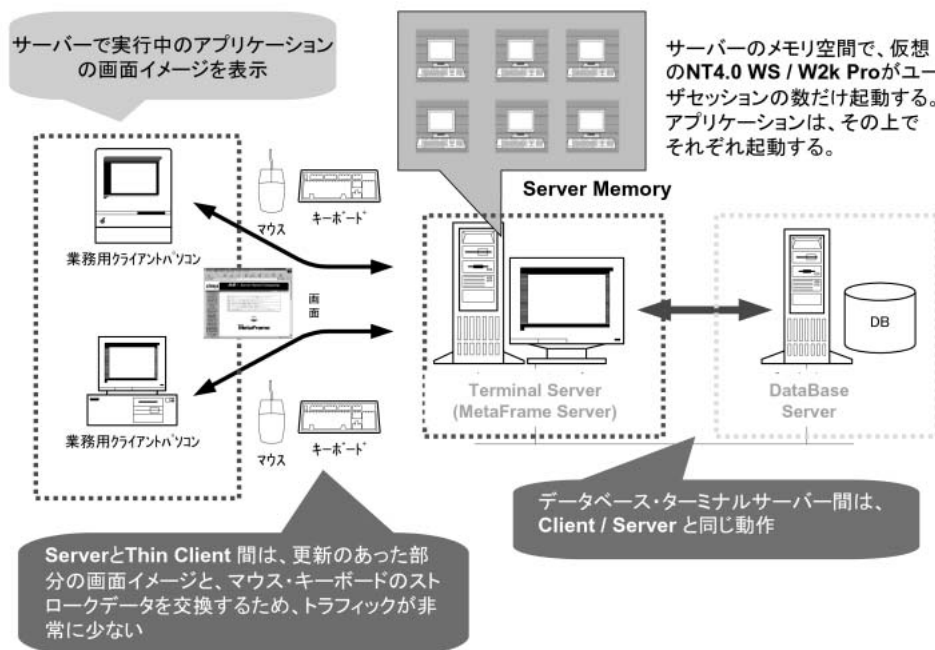 サーバーで実行中のアプリケーション
の画面イメージを表示
サーバーのメモリ空間で、仮想
のNT4.0 WS / W2k Proがユー
ザセッションの数だけ起動する。
アプリケーションは、その上で
それぞれ起動する。
Server Memory
マウス
キーボード
業務用クライアントパソコン
画
面
MetaFrame
DB
Terminal Server
(MetaFrame Server)
DataBase
Server
業務用クライアントパソコン
マウス
キーボード
データベース・ターミナルサーバー間は、
Client / Server と同じ動作
ServerとThin Client 間は、更新のあった部
分の画面イメージと、マウス・キーボードのスト
ロークデータを交換するため、トラフィックが非
常に少ない